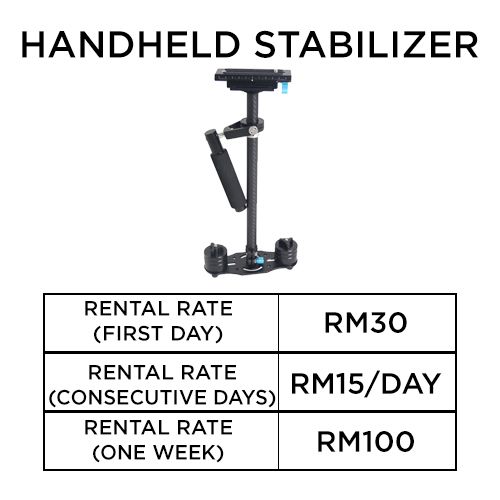 HANDHELD STABILIZER
RENTAL RATE
(FIRST DAY)
RM30
RENTAL RATE
(CONSECUTIVE DAYS)
RM15/DAY
RENTAL RATE
(ONE WEEK)
RM100